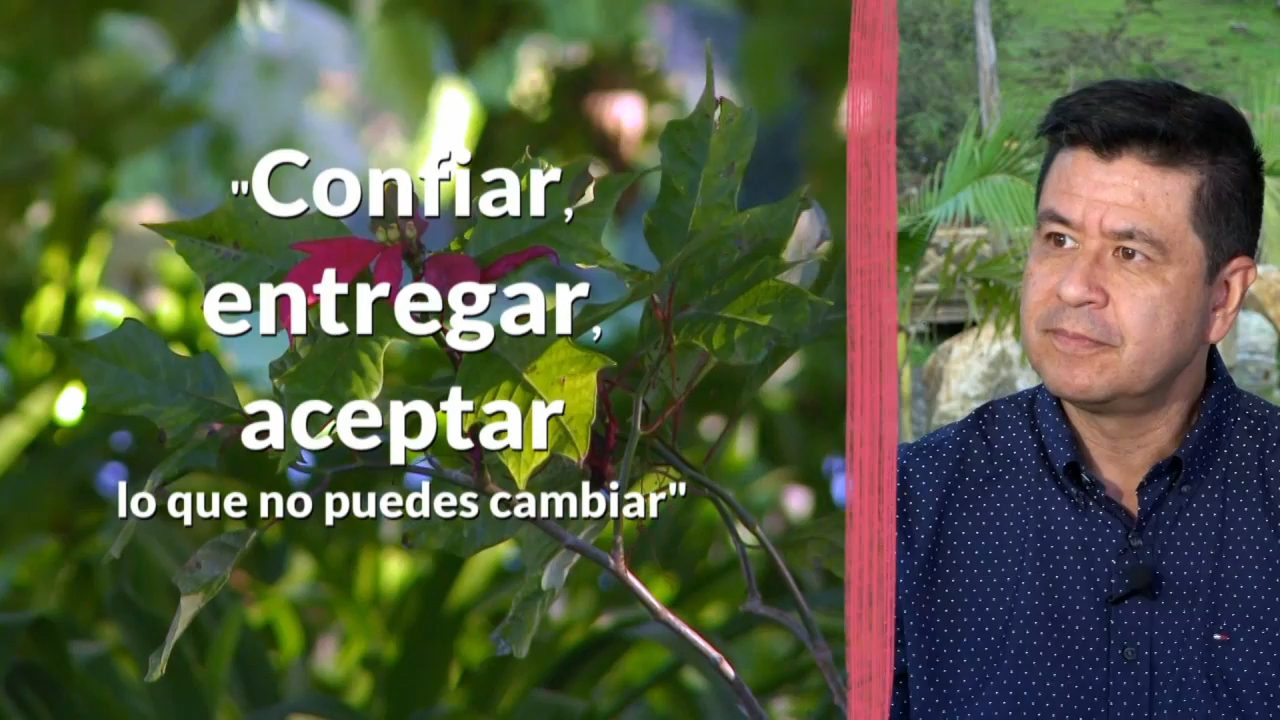 "Confiar,
entregar,
aceptar
lo que no puedes cambiar"